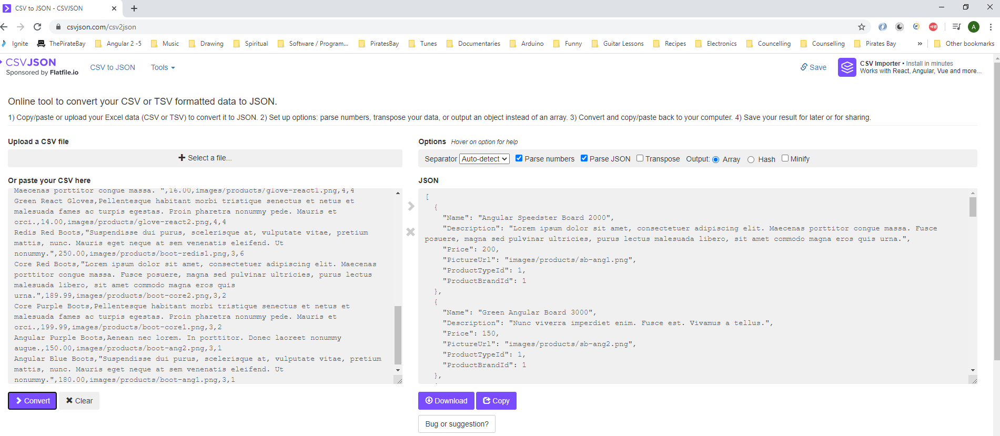 CSV to JSON - CSVJSON
csvjson.com/csv2json
A
Ignite
ThePirateBay
Angular 2 -5
Music
Drawing
Spiritual
Software / Program...
PiratesBay
Tunes
Documentaries
Arduino
Funny
Guitar Lessons
Recipes
Electronics
Councelling
Counselling
Pirates Bay
»
Other bookmarks
CSVJSON
Sponsored by Flatfile.io
CSV to JSON
Tools
Save
CSV Importer • Install in minutes
Works with React, Angular, Vue and more...
Online tool to convert your CSV or TSV formatted data to JSON.
1) Copy/paste or upload your Excel data (CSV or TSV) to convert it to JSON. 2) Set up options: parse numbers, transpose your data, or output an object instead of an array. 3) Convert and copy/paste back to your computer. 4) Save your result for later or for sharing.
Upload a CSV file
Select a file...
Or paste your CSV here
Maecenas porttitor congue massa. ",16.00,images/products/glove-react1.png,4,4
Green React Gloves,Pellentesque habitant morbi tristique senectus et netus et
malesuada fames ac turpis egestas. Proin pharetra nonummy pede. Mauris et
orci.,14.00,images/products/glove-react2.png,4,4
Redis Red Boots,"Suspendisse dui purus, scelerisque at, vulputate vitae, pretium
mattis, nunc. Mauris eget neque at sem venenatis eleifend. Ut
nonummy.",250.00,images/products/boot-redis1.png,3,6
Core Red Boots,"Lorem ipsum dolor sit amet, consectetuer adipiscing elit. Maecenas
porttitor congue massa. Fusce posuere, magna sed pulvinar ultricies, purus lectus
malesuada libero, sit amet commodo magna eros quis
urna.",189.99,images/products/boot-core2.png,3,2
Core Purple Boots,Pellentesque habitant morbi tristique senectus et netus et
malesuada fames ac turpis egestas. Proin pharetra nonummy pede. Mauris et
orci.,199.99,images/products/boot-core1.png,3,2
Angular Purple Boots,Aenean nec lorem. In porttitor. Donec laoreet nonummy
augue.,150.00,images/products/boot-ang2.png,3,1
Angular Blue Boots,"Suspendisse dui purus, scelerisque at, vulputate vitae, pretium
mattis, nunc. Mauris eget neque at sem venenatis eleifend. Ut
nonummy.",180.00,images/products/boot-ang1.png,3,1
Convert
Clear
Options Hover on option for help
Separator Auto-detect Parse numbers Parse JSON Transpose Output: Array Hash Minify
JSON
[
{
"Name": "Angular Speedster Board 2000",
"Description": "Lorem ipsum dolor sit amet, consectetuer adipiscing elit. Maecenas porttitor congue massa. Fusce
posuere, magna sed pulvinar ultricies, purus lectus malesuada libero, sit amet commodo magna eros quis urna.",
"Price": 200,
"PictureUrl": "images/products/sb-ang1.png",
"ProductTypeId": 1,
"ProductBrandId": 1
},
{
"Name": "Green Angular Board 3000",
"Description": "Nunc viverra imperdiet enim. Fusce est. Vivamus a tellus.",
"Price": 150,
"PictureUrl": "images/products/sb-ang2.png",
"ProductTypeId": 1,
"ProductBrandId": 1
},
Download
Copy
Bug or suggestion?